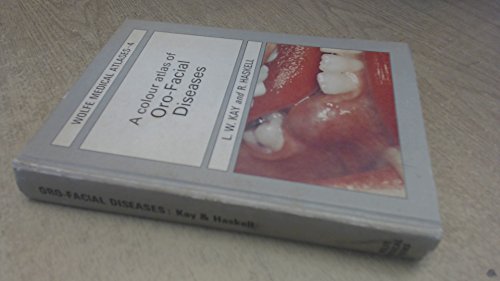 WOLFE MEDICAL ATLASES-4
A colour atlas of
Oro-Facial
Diseases
L. W. KAY and R. HASKELL
ORO-FACIAL DISEASES: Kay & Haskell